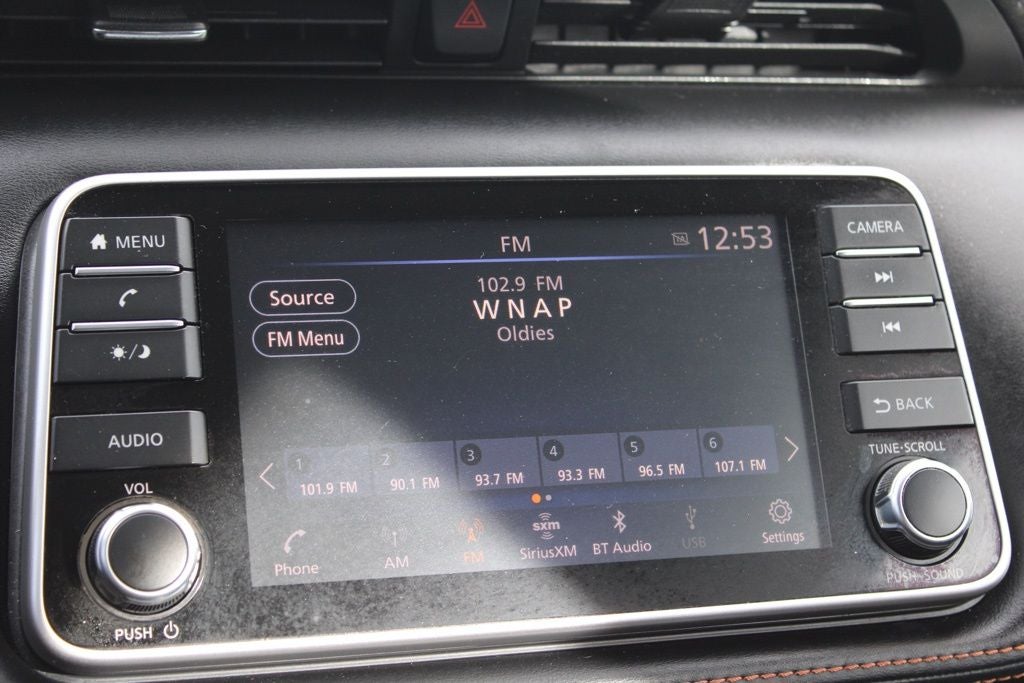 MENU
AUDIO
VOL
PUSH
FM
TA
12:53
Source
FM Menu
102.9 FM
WNAP
Oldies
1
101.9 FM
2
90.1 FM
3
93.7 FM
4
93.3 FM
5
96.5 FM
6
107.1 FM
Phone
AM
FM
sxm
SiriusXM
BT Audio
USB
Settings
CAMERA
BACK
TUNE·SCROLL
PUSH·SOUND